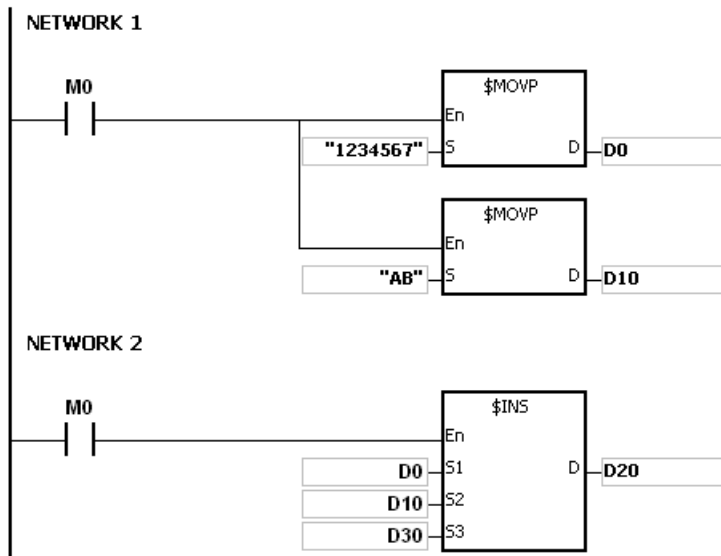 NETWORK 1
M0
$MOVP
En
"1234567" S D D0
$MOVP
En
"AB" S D D10
NETWORK 2
M0
$INS
En
D0 S1 D D20
D10 S2
D30 S3